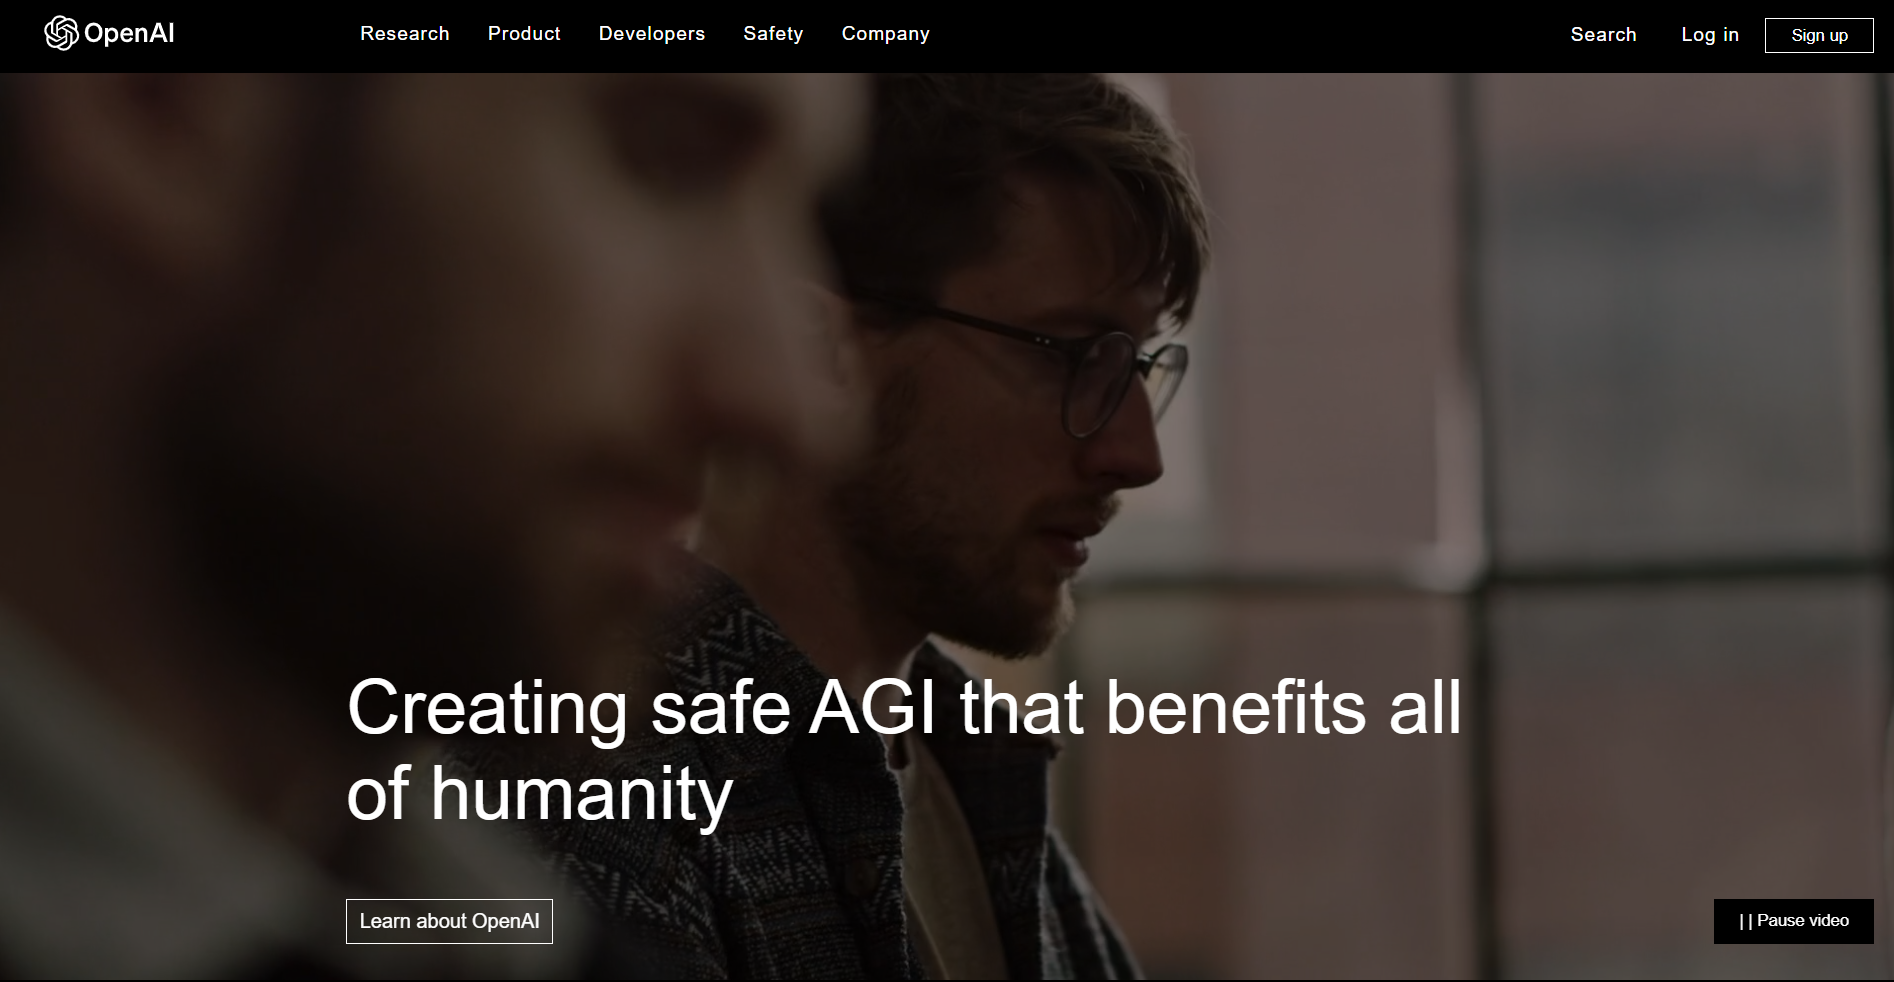 OpenAI
Research Product Developers Safety Company
Search Log in Sign up
Creating safe AGI that benefits all
of humanity
Learn about OpenAI
|| Pause video